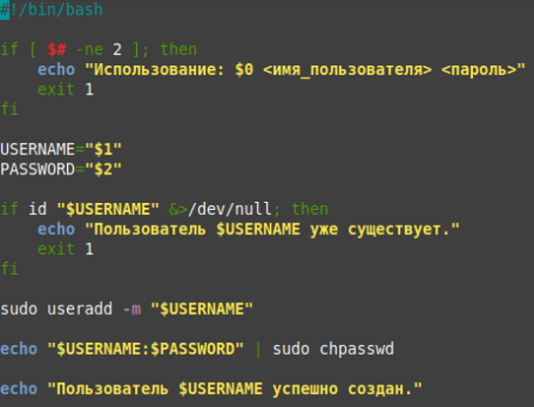 #!/bin/bash
if [ $# -ne 2 ]; then
    echo "Использование: $0 <имя_пользователя> <пароль>"
    exit 1
fi
USERNAME="$1"
PASSWORD="$2"
if id "$USERNAME" &>/dev/null; then
    echo "Пользователь $USERNAME уже существует."
    exit 1
fi
sudo useradd -m "$USERNAME"
echo "$USERNAME:$PASSWORD" | sudo chpasswd
echo "Пользователь $USERNAME успешно создан."